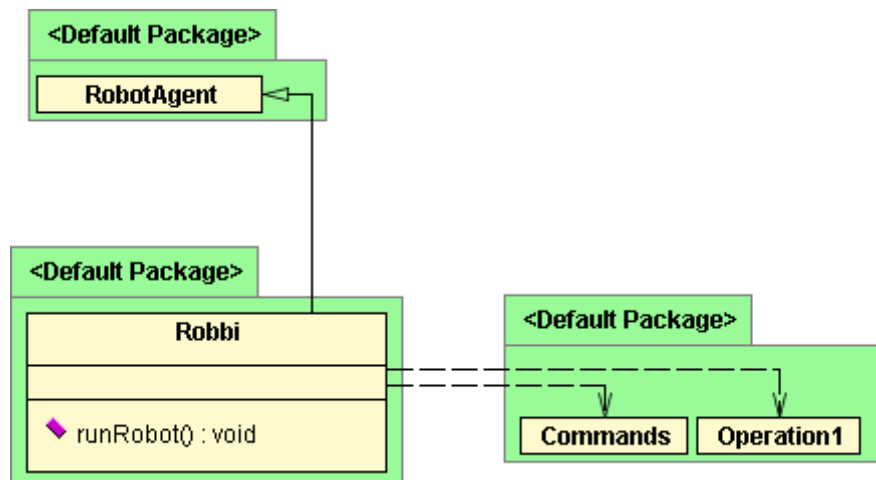 <Default Package>
RobotAgent
<Default Package>
Robbi
runRobot() : void
<Default Package>
Commands
Operation1